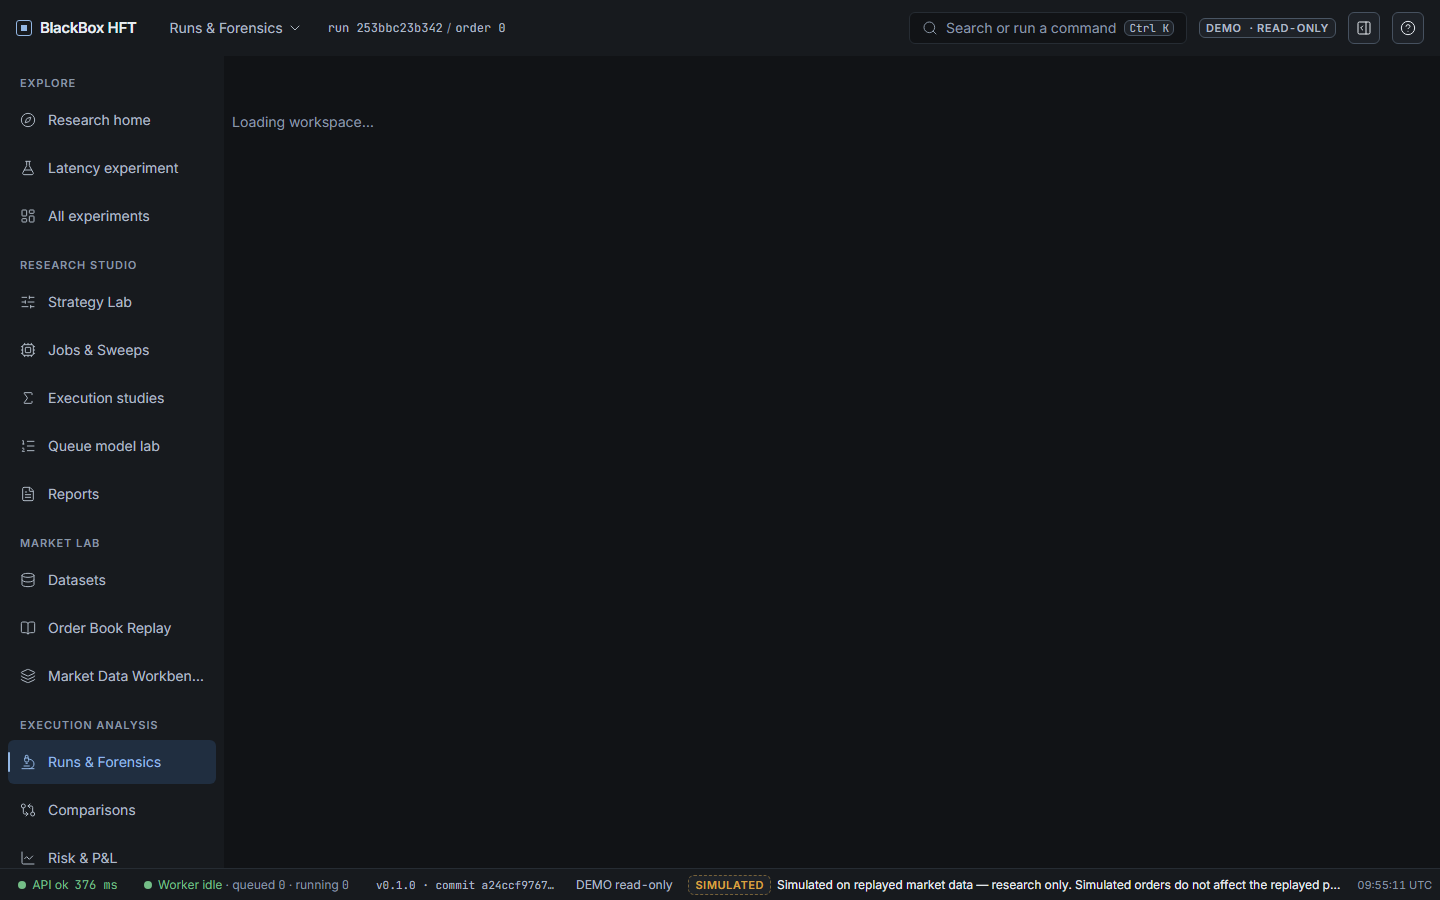 BlackBox HFT
Runs & Forensics
run 253bbc23b342 / order 0
Search or run a command
Ctrl K
DEMO · READ-ONLY
EXPLORE
Research home
Latency experiment
All experiments
RESEARCH STUDIO
Strategy Lab
Jobs & Sweeps
Execution studies
Queue model lab
Reports
MARKET LAB
Datasets
Order Book Replay
Market Data Workben...
EXECUTION ANALYSIS
Runs & Forensics
Comparisons
Risk & P&L
Loading workspace...
API ok 376 ms
Worker idle · queued 0 · running 0
v0.1.0 · commit a24ccf9767…
DEMO read-only
SIMULATED
Simulated on replayed market data — research only. Simulated orders do not affect the replayed p...
09:55:11 UTC